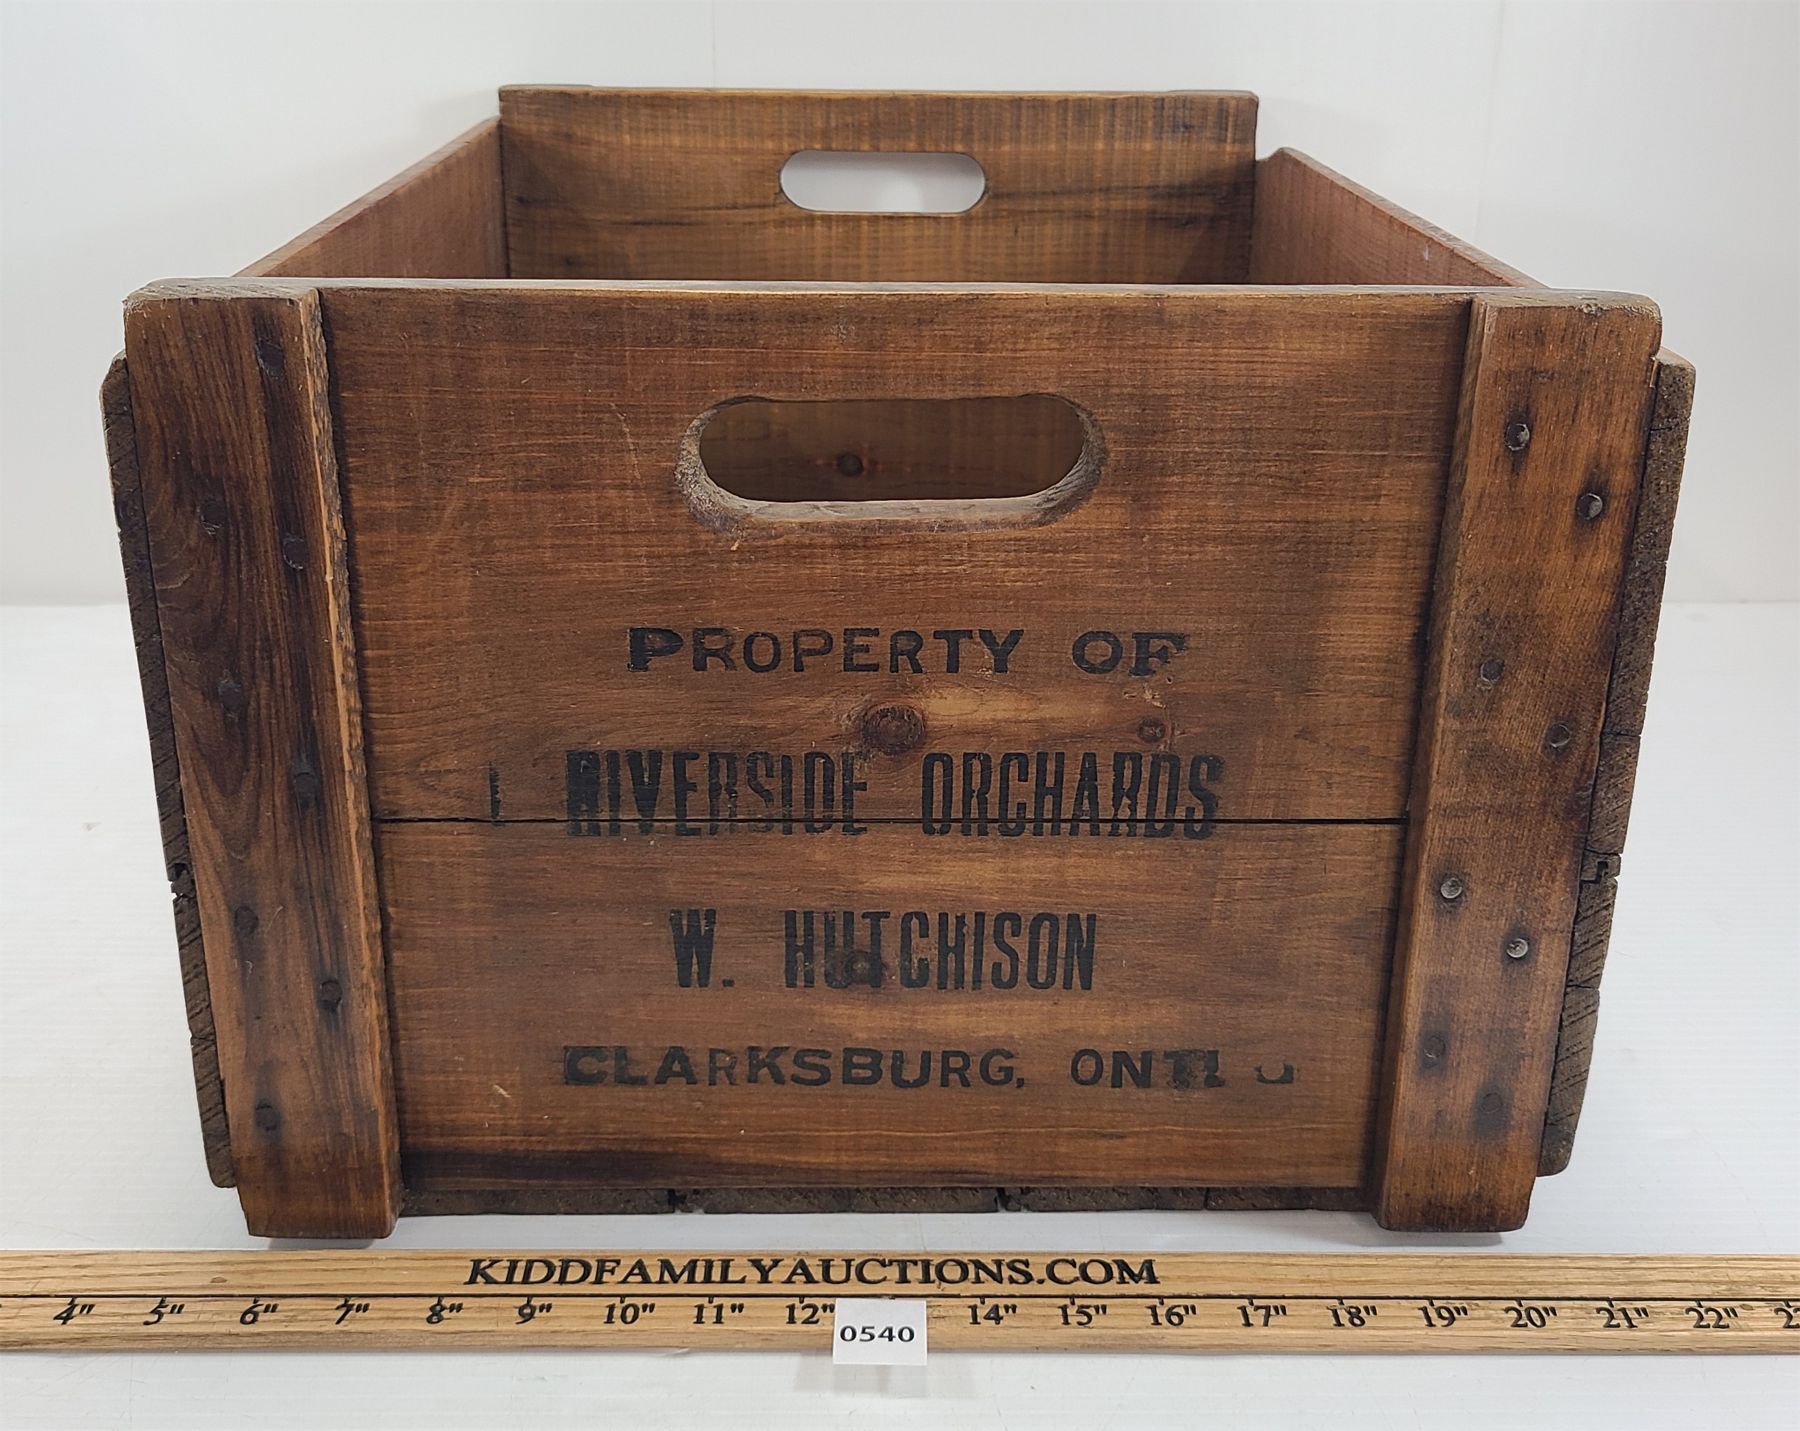 PROPERTY OF
RIVERSIDE ORCHARDS
W. HUTCHISON
CLARKSBURG, ONT
KIDDFAMILYAUCTIONS.COM
4" 5" 6" 7" 8" 9" 10" 11" 12" 14" 15" 16" 17" 18" 19" 20" 21" 22"
0540